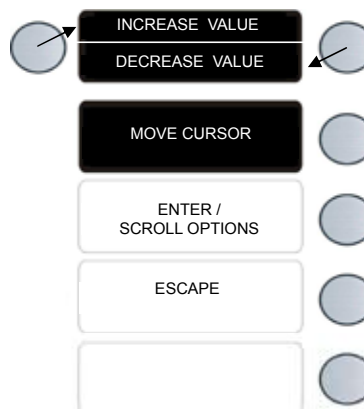 INCREASE VALUE
DECREASE VALUE
MOVE CURSOR
ENTER /
SCROLL OPTIONS
ESCAPE